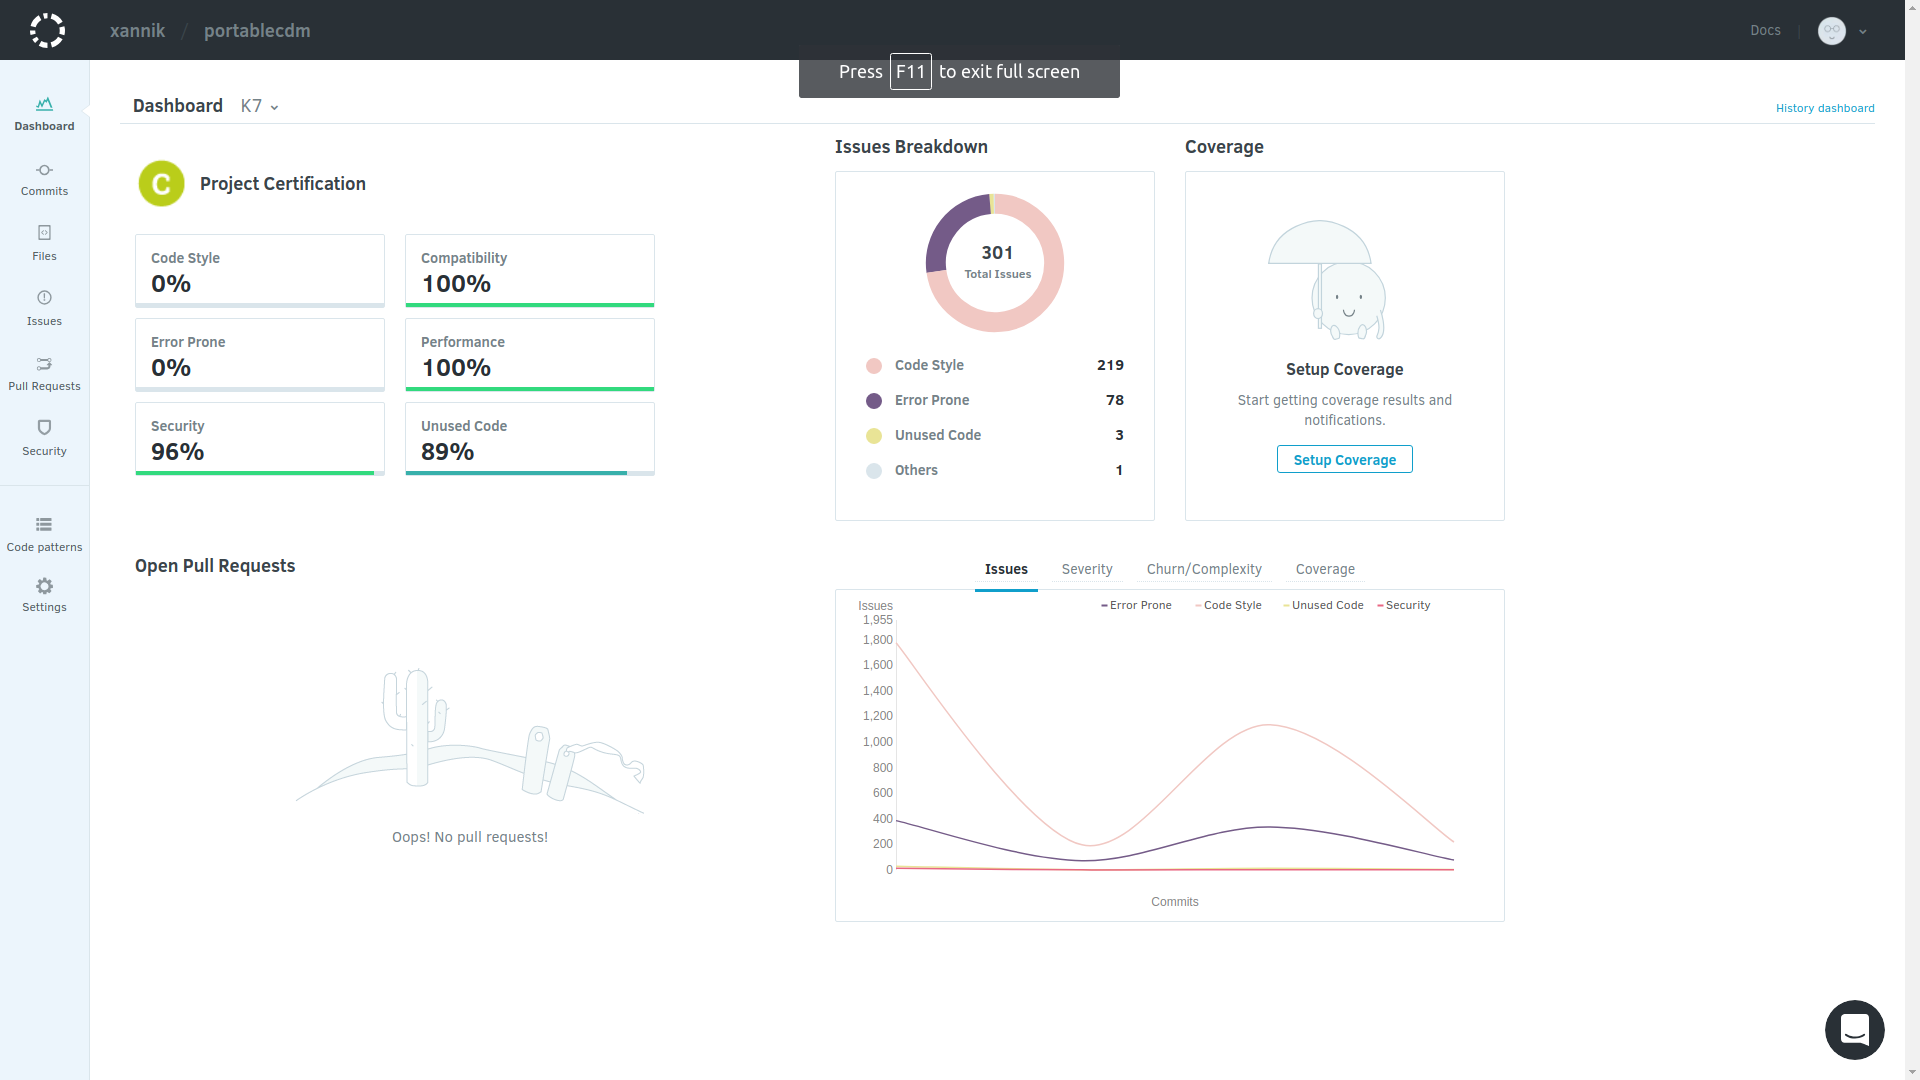 xannik / portablecdm
Docs
Press F11 to exit full screen
Dashboard K7
History dashboard
Dashboard
Commits
Files
Issues
Pull Requests
Security
Code patterns
Settings
C Project Certification
Code Style
0%
Compatibility
100%
Error Prone
0%
Performance
100%
Security
96%
Unused Code
89%
Issues Breakdown
301
Total Issues
Code Style 219
Error Prone 78
Unused Code 3
Others 1
Coverage
Setup Coverage
Start getting coverage results and
notifications.
Setup Coverage
Open Pull Requests
Oops! No pull requests!
Issues Severity Churn/Complexity Coverage
Issues
Error Prone Code Style Unused Code Security
1,955
1,800
1,600
1,400
1,200
1,000
800
600
400
200
0
Commits